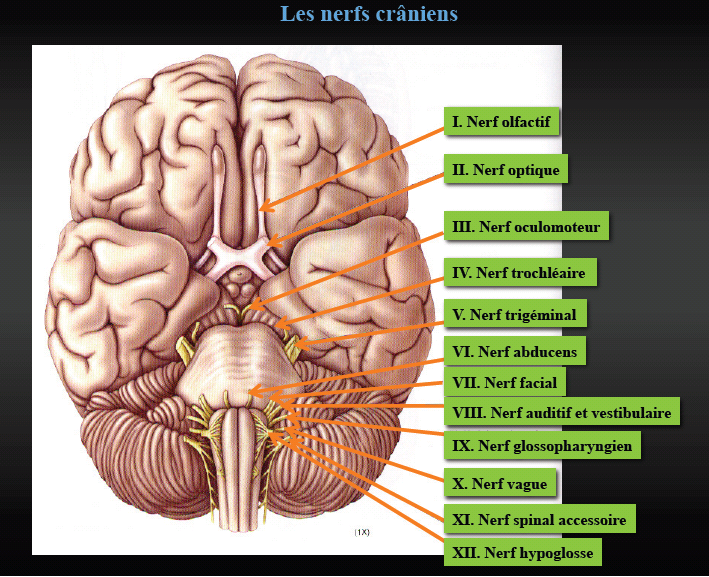 Les nerfs crâniens
I. Nerf olfactif
II. Nerf optique
III. Nerf oculomoteur
IV. Nerf trochléaire
V. Nerf trigéminal
VI. Nerf abducens
VII. Nerf facial
VIII. Nerf auditif et vestibulaire
IX. Nerf glossopharyngien
X. Nerf vague
XI. Nerf spinal accessoire
(1X)
XII. Nerf hypoglosse